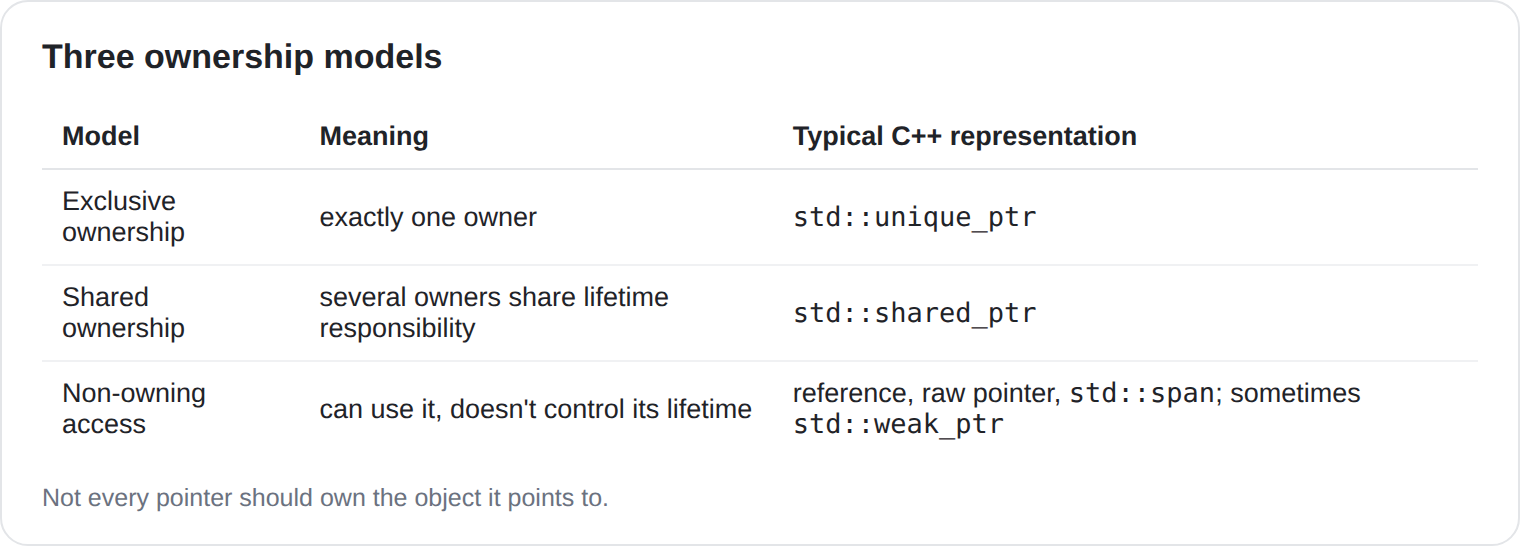 Three ownership models
Model Meaning Typical C++ representation
Exclusive
ownership
exactly one owner
std::unique_ptr
Shared
ownership
several owners share lifetime
responsibility
std::shared_ptr
Non-owning
access
can use it, doesn't control its lifetime
reference, raw pointer, std::span; sometimes
std::weak_ptr
Not every pointer should own the object it points to.